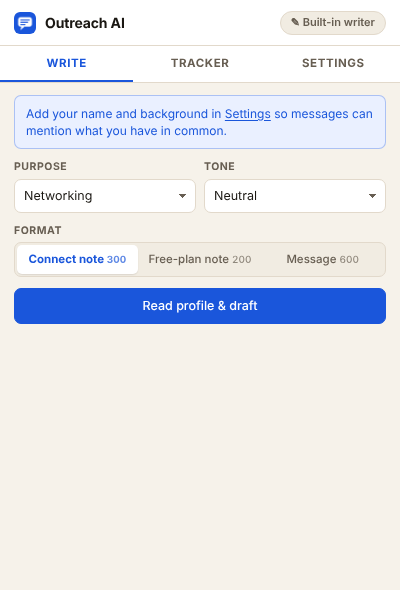 Outreach AI
✎ Built-in writer
WRITE
TRACKER
SETTINGS
Add your name and background in Settings so messages can
mention what you have in common.
PURPOSE
TONE
Networking
Neutral
FORMAT
Connect note 300
Free-plan note 200
Message 600
Read profile & draft